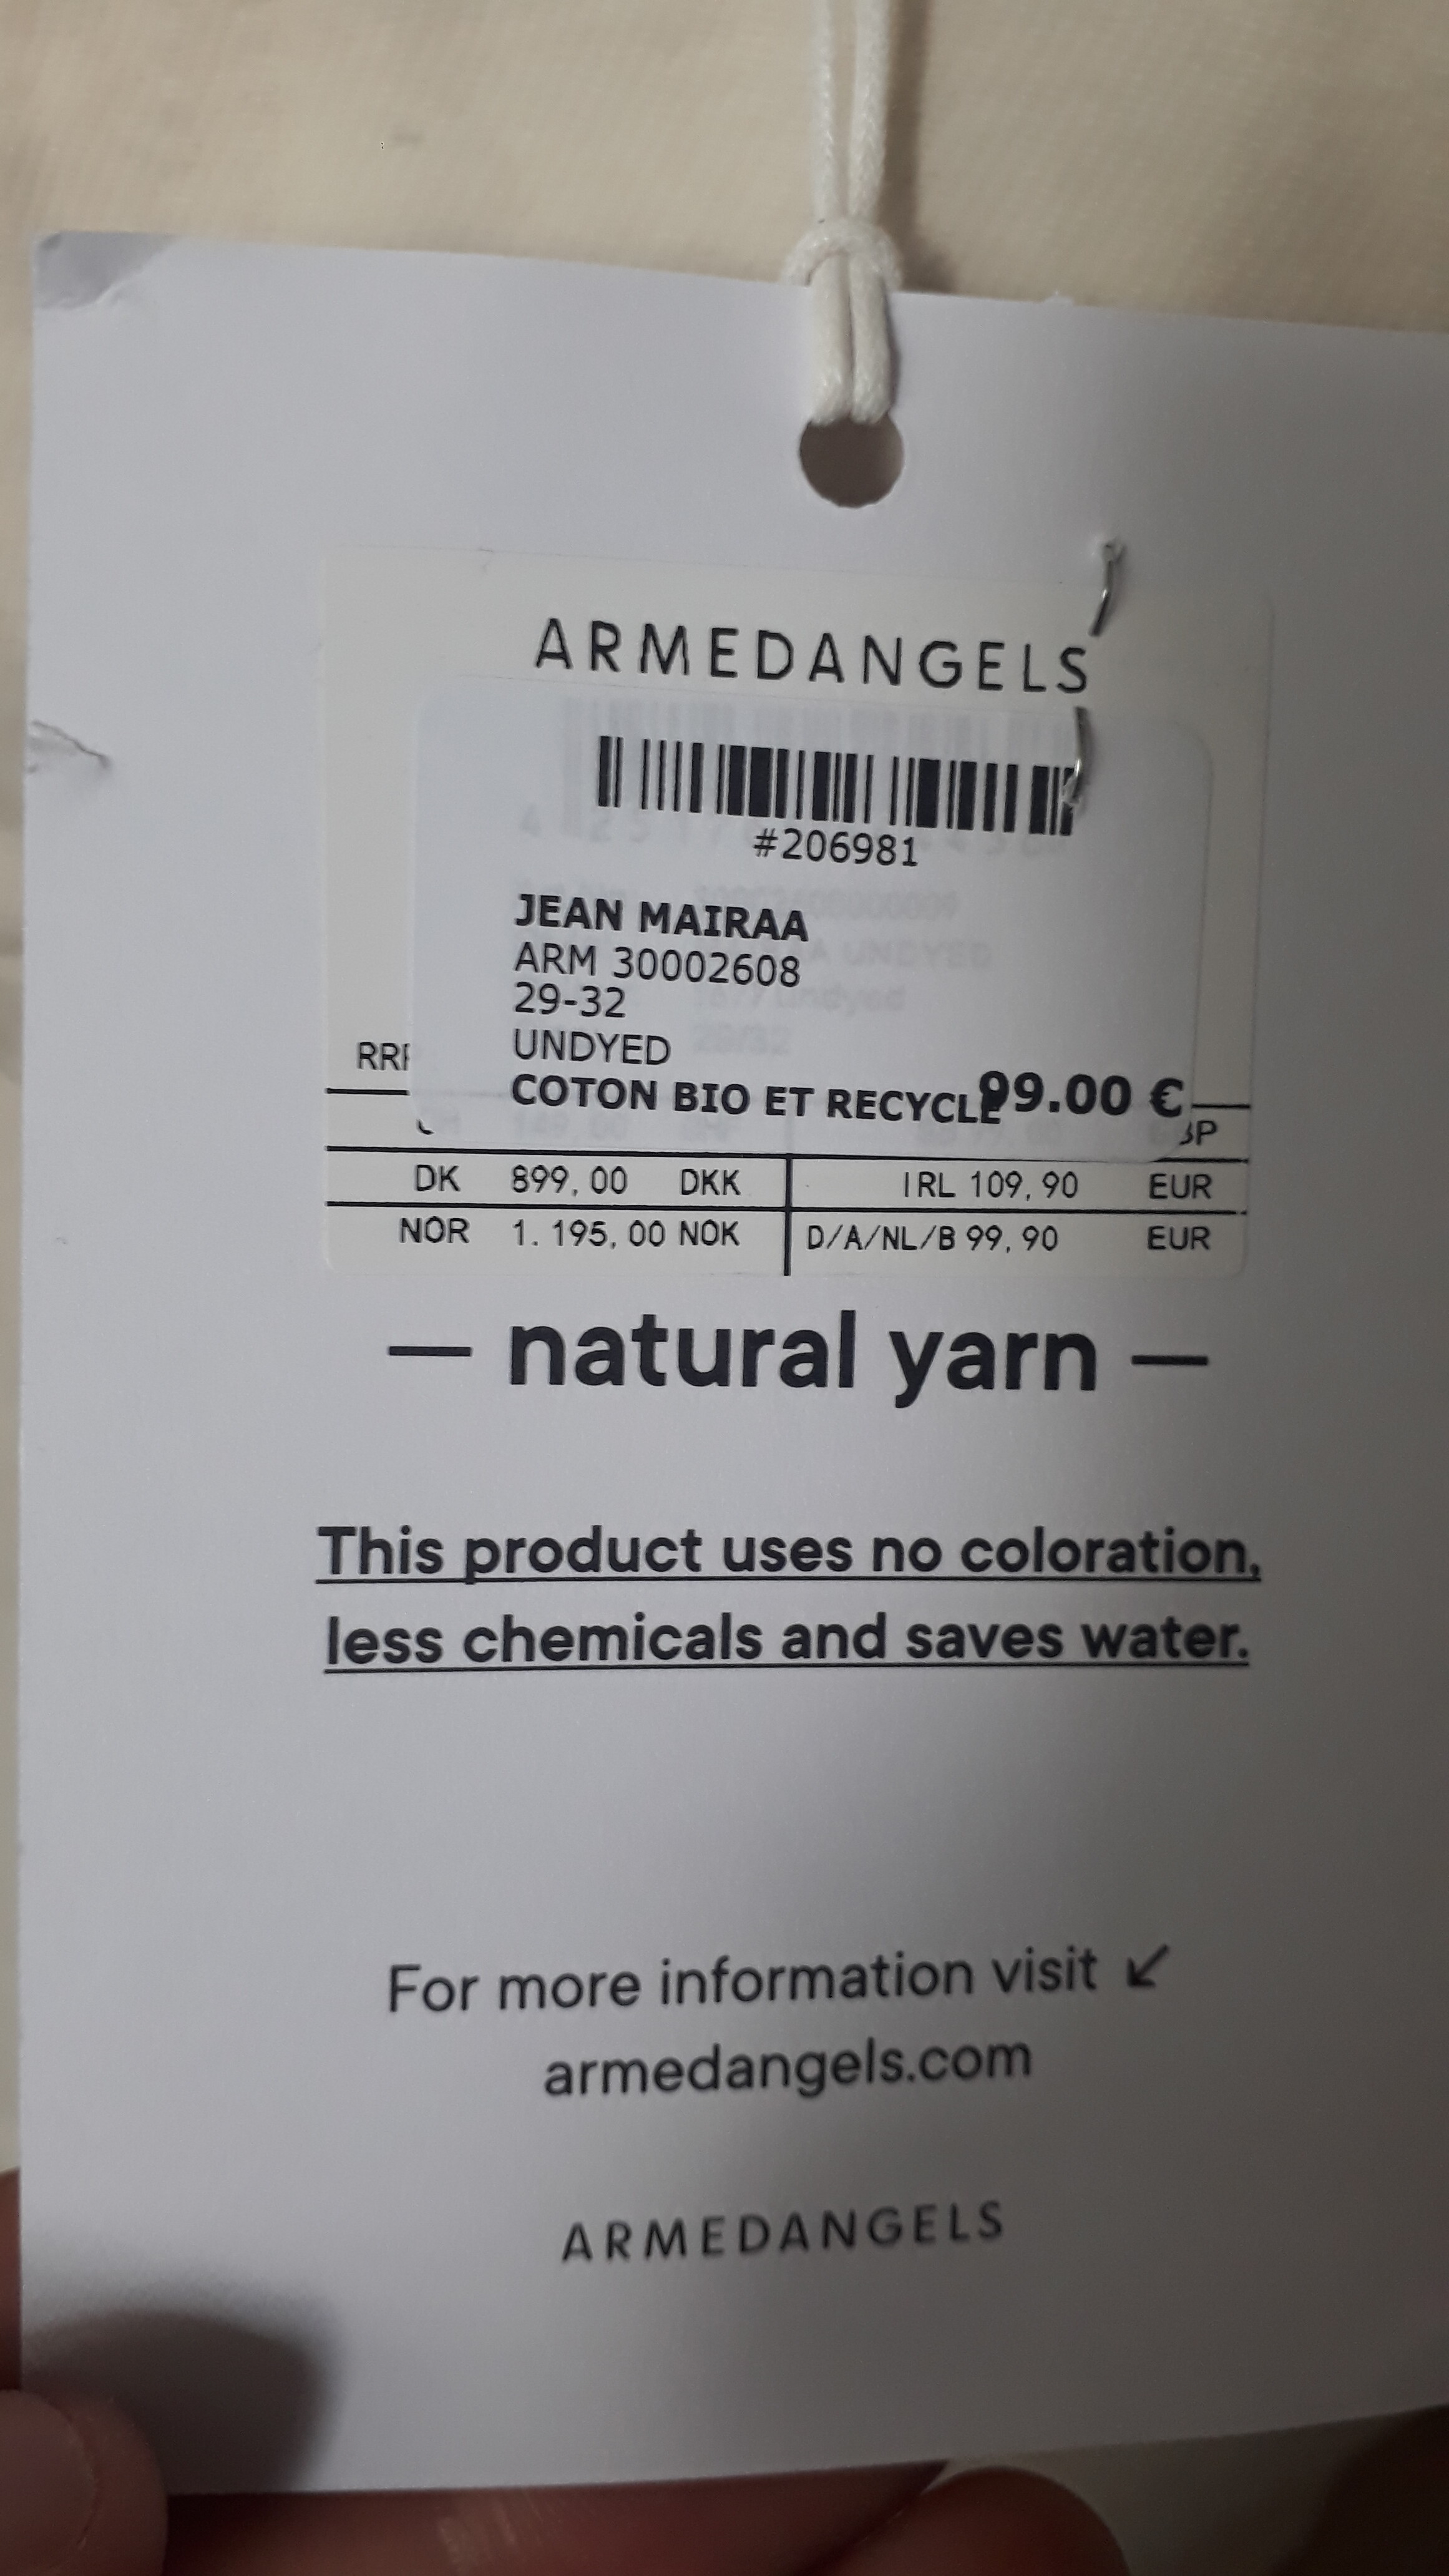 ARMEDANGELS
#206981
JEAN MAIRAA
ARM 30002608
29-32
UNDYED
COTON BIO ET RECYCLE
99.00 €
DK 899,00 DKK
IRL 109,90 EUR
NOR 1.195,00 NOK
D/A/NL/B 99,90 EUR
— natural yarn —
This product uses no coloration,
less chemicals and saves water.
For more information visit ↙
armedangels.com
ARMEDANGELS